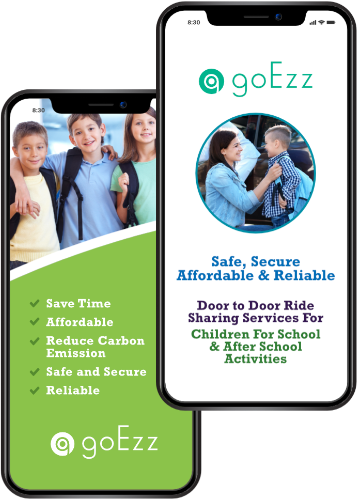 8:30
goEzz
Safe, Secure
Affordable & Reliable
Door to Door Ride
Sharing Services For
Children For School
& After School
Activities
8:30
Save Time
Affordable
Reduce Carbon
Emission
Safe and Secure
Reliable
goEzz